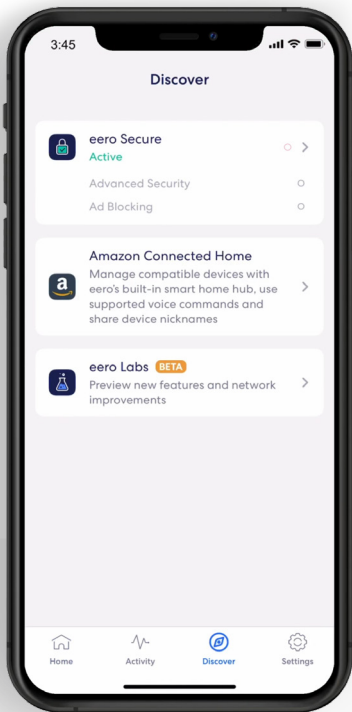 3:45
Discover
eero Secure
Active
Advanced Security
Ad Blocking
Amazon Connected Home
Manage compatible devices with
eero's built-in smart home hub, use
supported voice commands and
share device nicknames
eero Labs BETA
Preview new features and network
improvements
Home Activity Discover Settings